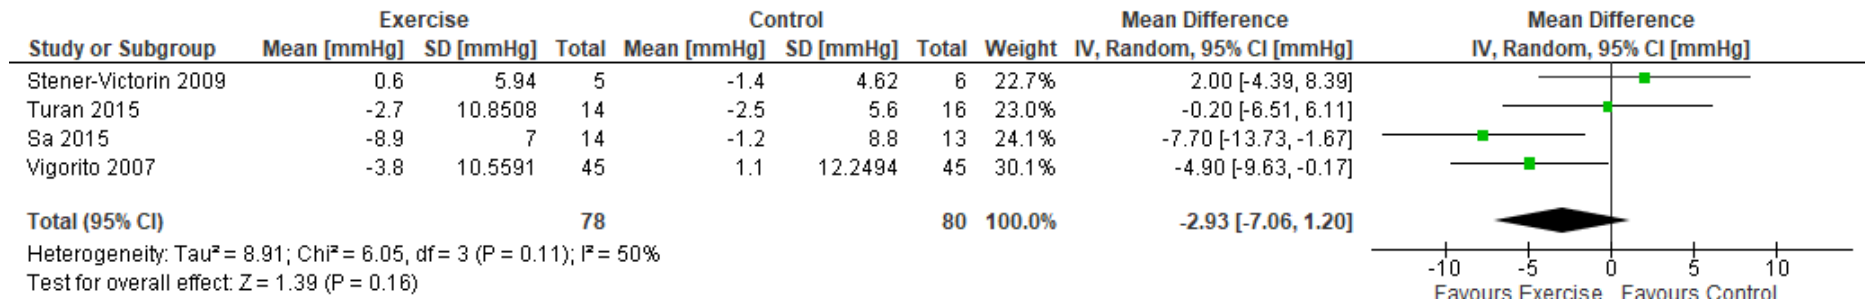 Exercise Control Mean Difference Mean Difference
Study or Subgroup Mean [mmHg] SD [mmHg] Total Mean [mmHg] SD [mmHg] Total Weight IV, Random, 95% CI [mmHg] IV, Random, 95% CI [mmHg]
Stener-Victorin 2009 0.6 5.94 5 -1.4 4.62 6 22.7% 2.00 [-4.39, 8.39]
Turan 2015 -2.7 10.8508 14 -2.5 5.6 16 23.0% -0.20 [-6.51, 6.11]
Sa 2015 -8.9 7 14 -1.2 8.8 13 24.1% -7.70 [-13.73, -1.67]
Vigorito 2007 -3.8 10.5591 45 1.1 12.2494 45 30.1% -4.90 [-9.63, -0.17]
Total (95% CI) 78 80 100.0% -2.93 [-7.06, 1.20]
Heterogeneity: Tau² = 8.91; Chi² = 6.05, df = 3 (P = 0.11); I² = 50%
Test for overall effect: Z = 1.39 (P = 0.16)
-10 -5 0 5 10
Favours Exercise Favours Control